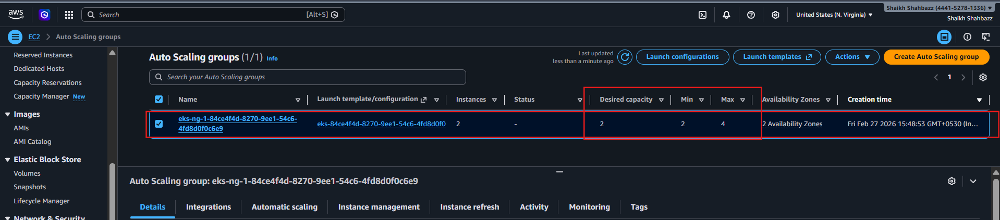 aws
Search
[Alt+S]
United States (N. Virginia)
Shaikh Shahbazz (4441-5278-1336)
Shaikh Shahbazz
EC2
Auto Scaling groups
Reserved Instances
Dedicated Hosts
Capacity Reservations
Capacity Manager New
Images
AMIs
AMI Catalog
Elastic Block Store
Volumes
Snapshots
Lifecycle Manager
Network & Security
Auto Scaling groups (1/1) Info
Last updated
less than a minute ago
Launch configurations
Launch templates
Actions
Create Auto Scaling group
Search your Auto Scaling groups
1
Name Launch template/configuration Instances Status Desired capacity Min Max Availability Zones Creation time
eks-ng-1-84ce4f4d-8270-9ee1-54c6-
4fd8d0f0c6e9
eks-84ce4f4d-8270-9ee1-54c6-4fd8d0f0 2 - 2 2 4 2 Availability Zones Fri Feb 27 2026 15:48:53 GMT+0530 (In...
Auto Scaling group: eks-ng-1-84ce4f4d-8270-9ee1-54c6-4fd8d0f0c6e9
Details Integrations Automatic scaling Instance management Instance refresh Activity Monitoring Tags